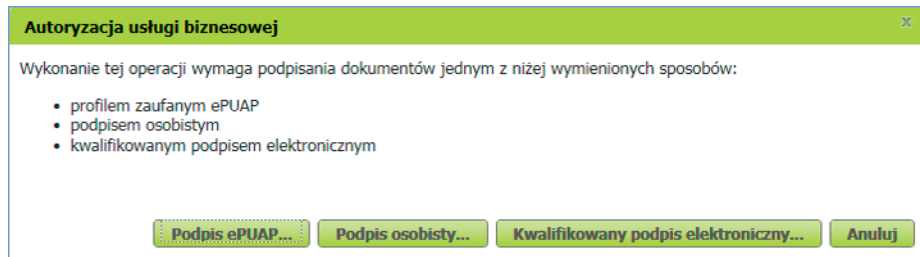 Autoryzacja usługi biznesowej x
Wykonanie tej operacji wymaga podpisania dokumentów jednym z niżej wymienionych sposobów:
• profilem zaufanym ePUAP
• podpisem osobistym
• kwalifikowanym podpisem elektronicznym
Podpis ePUAP... Podpis osobisty... Kwalifikowany podpis elektroniczny... Anuluj